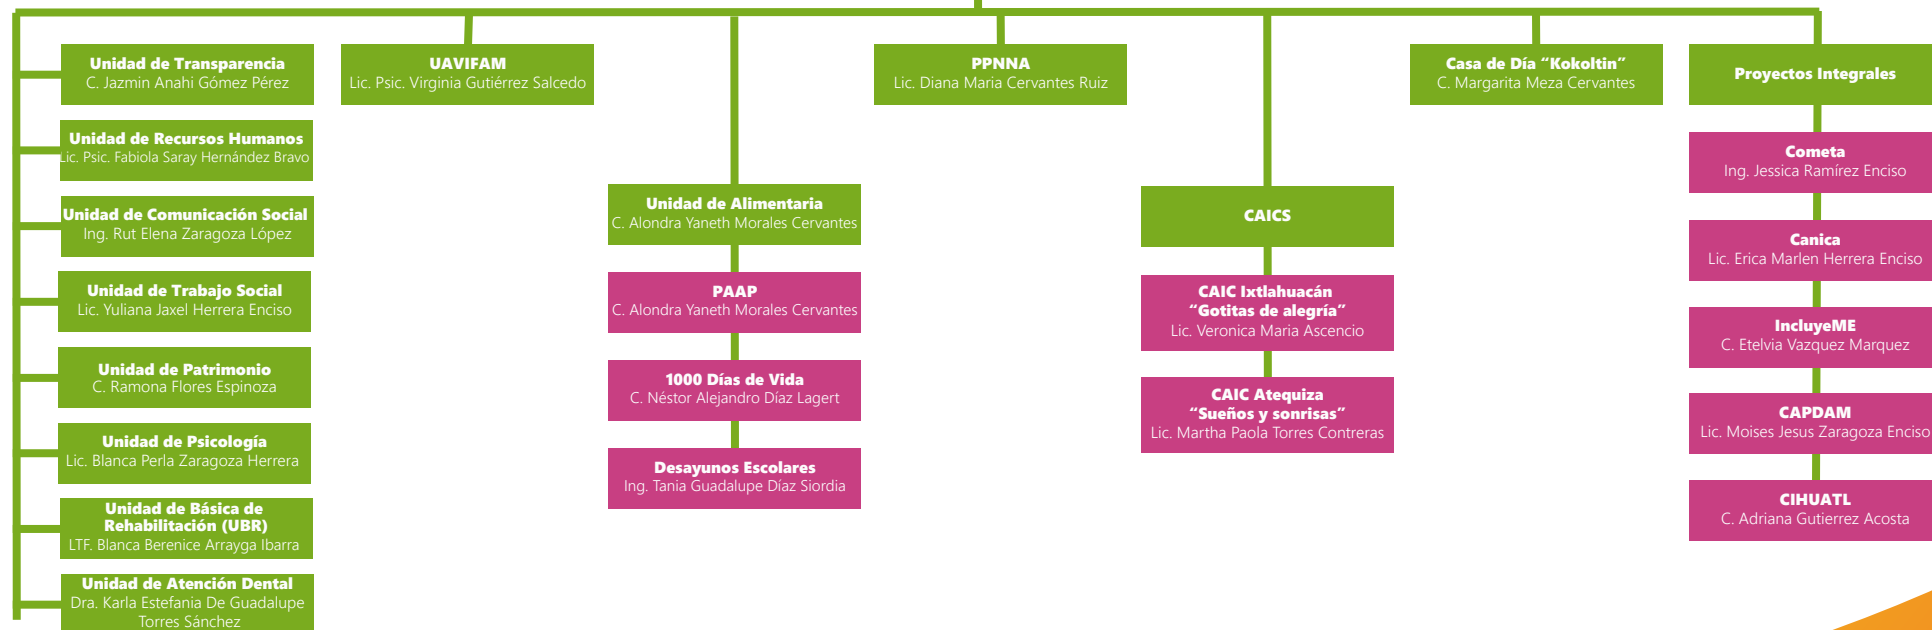 Unidad de Transparencia
C. Jazmin Anahi Gómez Pérez
Unidad de Recursos Humanos
Lic. Psic. Fabiola Saray Hernández Bravo
Unidad de Comunicación Social
Ing. Rut Elena Zaragoza López
Unidad de Trabajo Social
Lic. Yuliana Jaxel Herrera Enciso
Unidad de Patrimonio
C. Ramona Flores Espinoza
Unidad de Psicología
Lic. Blanca Perla Zaragoza Herrera
Unidad de Básica de
Rehabilitación (UBR)
LTF. Blanca Berenice Arrayga Ibarra
Unidad de Atención Dental
Dra. Karla Estefania De Guadalupe
Torres Sánchez
UAVIFAM
Lic. Psic. Virginia Gutiérrez Salcedo
Unidad de Alimentaria
C. Alondra Yaneth Morales Cervantes
PAAP
C. Alondra Yaneth Morales Cervantes
1000 Días de Vida
C. Néstor Alejandro Díaz Lagert
Desayunos Escolares
Ing. Tania Guadalupe Díaz Siordia
PPNNA
Lic. Diana Maria Cervantes Ruiz
CAICS
CAIC Ixtlahuacán
“Gotitas de alegría”
Lic. Veronica Maria Ascencio
CAIC Atequiza
“Sueños y sonrisas”
Lic. Martha Paola Torres Contreras
Casa de Día “Kokoltin”
C. Margarita Meza Cervantes
Proyectos Integrales
Cometa
Ing. Jessica Ramírez Enciso
Canica
Lic. Erica Marlen Herrera Enciso
IncluyeME
C. Etelvia Vazquez Marquez
CAPDAM
Lic. Moises Jesus Zaragoza Enciso
CIHUATL
C. Adriana Gutierrez Acosta